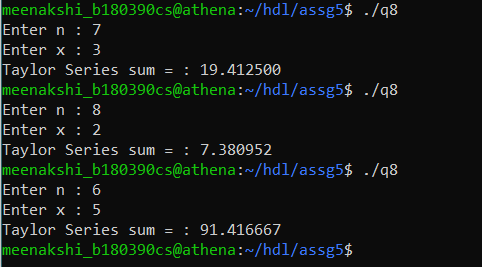 meenakshi_b180390cs@athena:~/hdl/assg5$ ./q8
Enter n : 7
Enter x : 3
Taylor Series sum = : 19.412500
meenakshi_b180390cs@athena:~/hdl/assg5$ ./q8
Enter n : 8
Enter x : 2
Taylor Series sum = : 7.380952
meenakshi_b180390cs@athena:~/hdl/assg5$ ./q8
Enter n : 6
Enter x : 5
Taylor Series sum = : 91.416667
meenakshi_b180390cs@athena:~/hdl/assg5$